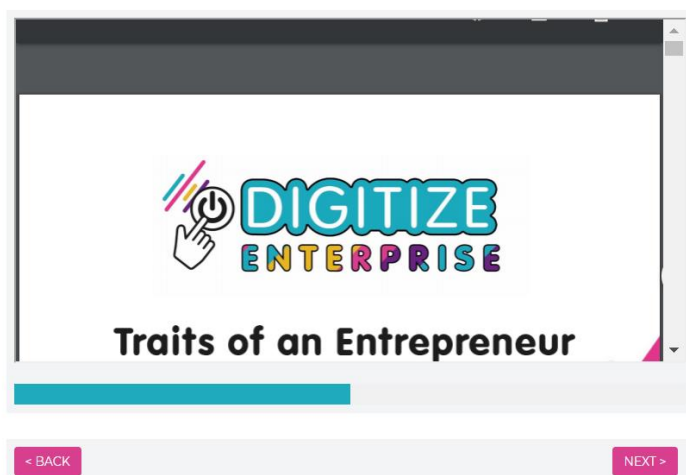 DIGITIZE
ENTERPRISE
Traits of an Entrepreneur
< BACK
NEXT >